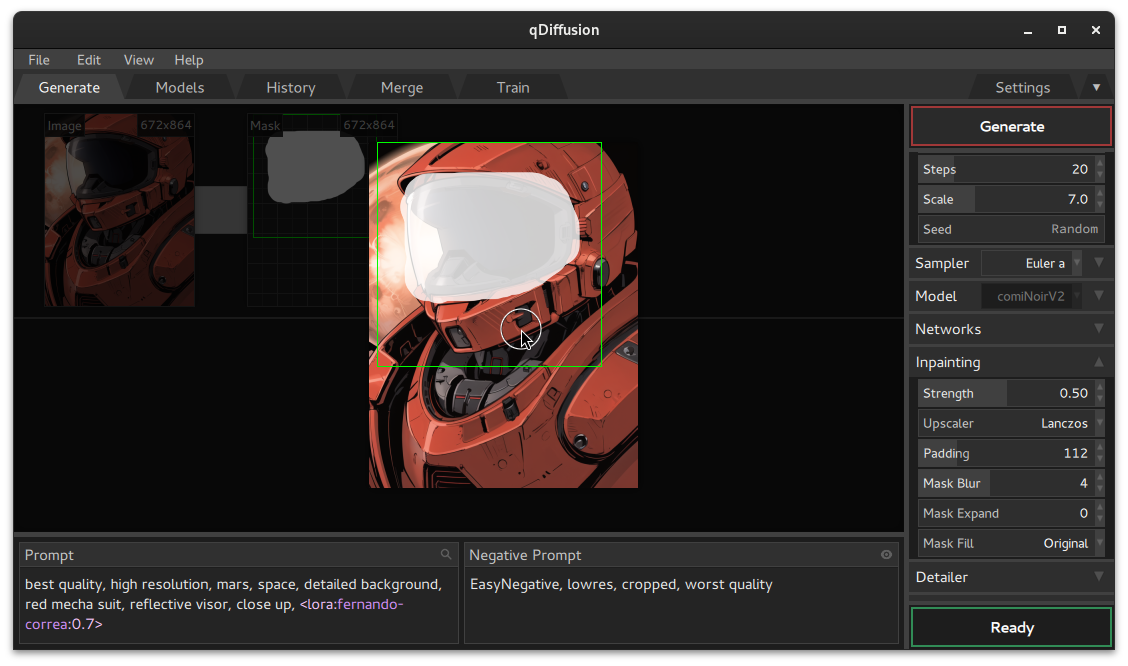 qDiffusion
File Edit View Help
Generate Models History Merge Train Settings
Image 672x864
Mask 672x864
Generate
Steps 20
Scale 7.0
Seed Random
Sampler Euler a
Model comiNoirV2
Networks
Inpainting
Strength 0.50
Upscaler Lanczos
Padding 112
Mask Blur 4
Mask Expand 0
Mask Fill Original
Detailer
Ready
Prompt
best quality, high resolution, mars, space, detailed background,
red mecha suit, reflective visor, close up, <lora:fernando-
correa:0.7>
Negative Prompt
EasyNegative, lowres, cropped, worst quality